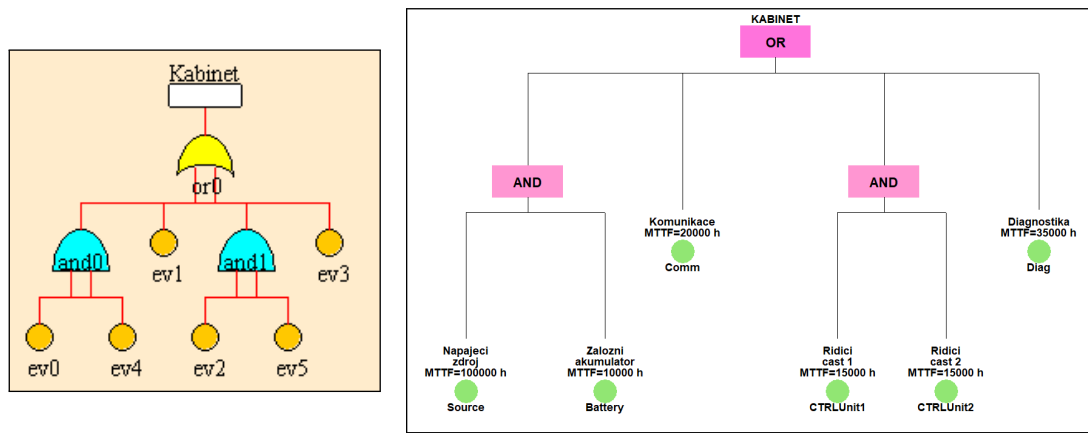 Kabinet
or0
and0
ev1
and1
ev3
ev0
ev4
ev2
ev5
KABINET
OR
AND
AND
Komunikace
MTTF=20000 h
Comm
Diagnostika
MTTF=35000 h
Diag
Napajeci
zdroj
MTTF=100000 h
Source
Zalozni
akumulator
MTTF=10000 h
Battery
Ridici
cast 1
MTTF=15000 h
CTRLUnit1
Ridici
cast 2
MTTF=15000 h
CTRLUnit2